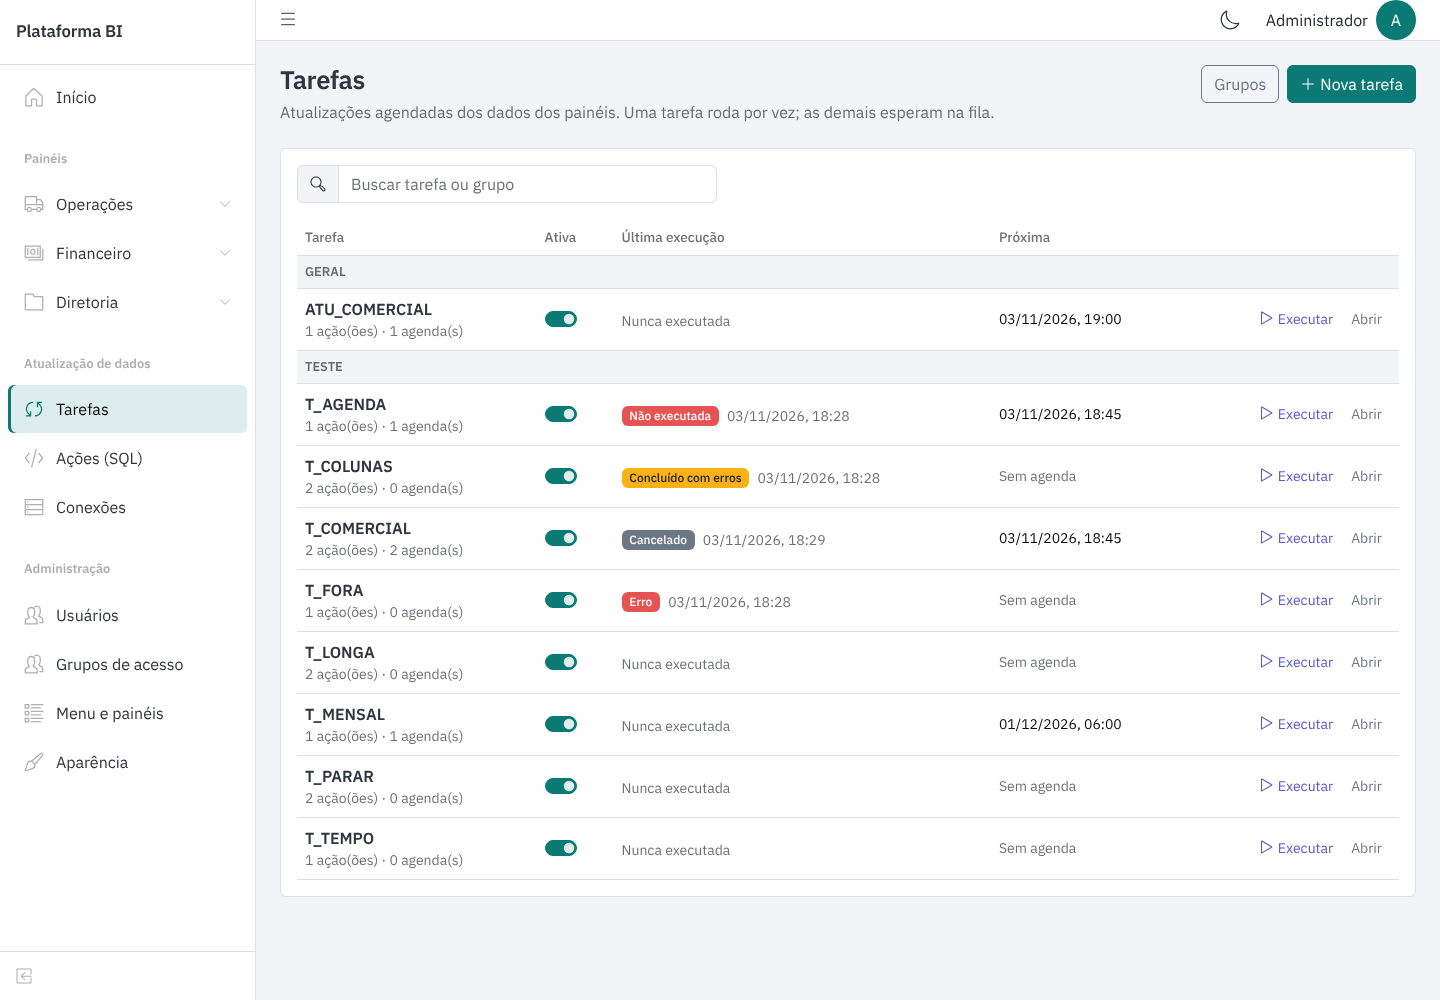 Plataforma BI
Administrador
A
Início
Painéis
Operações
Financeiro
Diretoria
Atualização de dados
Tarefas
Ações (SQL)
Conexões
Administração
Usuários
Grupos de acesso
Menu e painéis
Aparência
Tarefas
Atualizações agendadas dos dados dos painéis. Uma tarefa roda por vez; as demais esperam na fila.
Grupos
+ Nova tarefa
Buscar tarefa ou grupo
Tarefa Ativa Última execução Próxima
GERAL
ATU_COMERCIAL
1 ação(ões) · 1 agenda(s)
Nunca executada 03/11/2026, 19:00 Executar Abrir
TESTE
T_AGENDA
1 ação(ões) · 1 agenda(s)
Não executada 03/11/2026, 18:28 03/11/2026, 18:45 Executar Abrir
T_COLUNAS
2 ação(ões) · 0 agenda(s)
Concluído com erros 03/11/2026, 18:28 Sem agenda Executar Abrir
T_COMERCIAL
2 ação(ões) · 2 agenda(s)
Cancelado 03/11/2026, 18:29 03/11/2026, 18:45 Executar Abrir
T_FORA
1 ação(ões) · 0 agenda(s)
Erro 03/11/2026, 18:28 Sem agenda Executar Abrir
T_LONGA
2 ação(ões) · 0 agenda(s)
Nunca executada Sem agenda Executar Abrir
T_MENSAL
1 ação(ões) · 1 agenda(s)
Nunca executada 01/12/2026, 06:00 Executar Abrir
T_PARAR
2 ação(ões) · 0 agenda(s)
Nunca executada Sem agenda Executar Abrir
T_TEMPO
1 ação(ões) · 0 agenda(s)
Nunca executada Sem agenda Executar Abrir